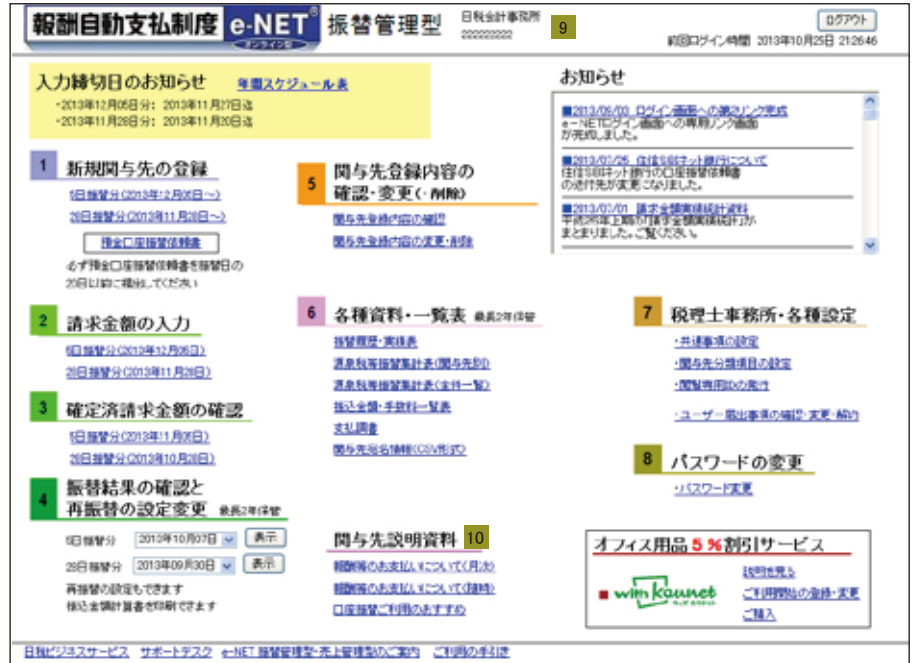 報酬自動支払制度 e-NET® 振替管理型
オンライン型
日税会計事務所
zzzzzzzzz
9
ログアウト
前回ログイン時間 2013年10月25日 21:26:46
入力締切日のお知らせ 年間スケジュール表
・2013年12月05日分: 2013年11月27日迄
・2013年11月28日分: 2013年11月20日迄
お知らせ
■2013/06/03 ログイン画面への第2リンク完成
e-NETログイン画面への専用リンク画面
が完成しました。
住信SBIネット銀行について
住信SBIネット銀行の口座振替依頼書
の送付先が変更になりました。
請求金額実績統計資料
平成25年上期の「請求金額実績統計」が
まとまりました。ご覧ください。
1 新規関与先の登録
5日振替分(2013年12月05日~)
28日振替分(2013年11月28日~)
預金口座振替依頼書
必ず預金口座振替依頼書を振替日の
20日以前に提出してください
2 請求金額の入力
5日振替分(2013年12月05日)
28日振替分(2013年11月28日)
3 確定済請求金額の確認
5日振替分(2013年11月05日)
28日振替分(2013年10月28日)
4 振替結果の確認と
再振替の設定変更 最長2年保管
5日振替分 2013年10月07日 表示
28日振替分 2013年09月30日 表示
再振替の設定もできます
振込金額計算書を印刷できます
5 関与先登録内容の
確認・変更(・削除)
関与先登録内容の確認
関与先登録内容の変更・削除
6 各種資料・一覧表 最長2年保管
振替履歴・実績表
源泉税等振替集計表(関与先別)
源泉税等振替集計表(全件一覧)
振込金額・手数料一覧表
支払調書
関与先宛名情報(CSV形式)
関与先説明資料 10
報酬等のお支払いについて(月次)
報酬等のお支払いについて(随時)
口座振替ご利用のおすすめ
7 税理士事務所・各種設定
・共通事項の設定
・関与先分類項目の設定
・閲覧専用IDの発行
・ユーザー届出事項の確認・変更・解約
8 パスワードの変更
・パスワード変更
オフィス用品5%割引サービス
wim kaunet
説明を見る
ご利用開始の登録・変更
ご購入
日税ビジネスサービス サポートデスク e-NET 振替管理型・売上管理型のご案内 ご利用の手引き